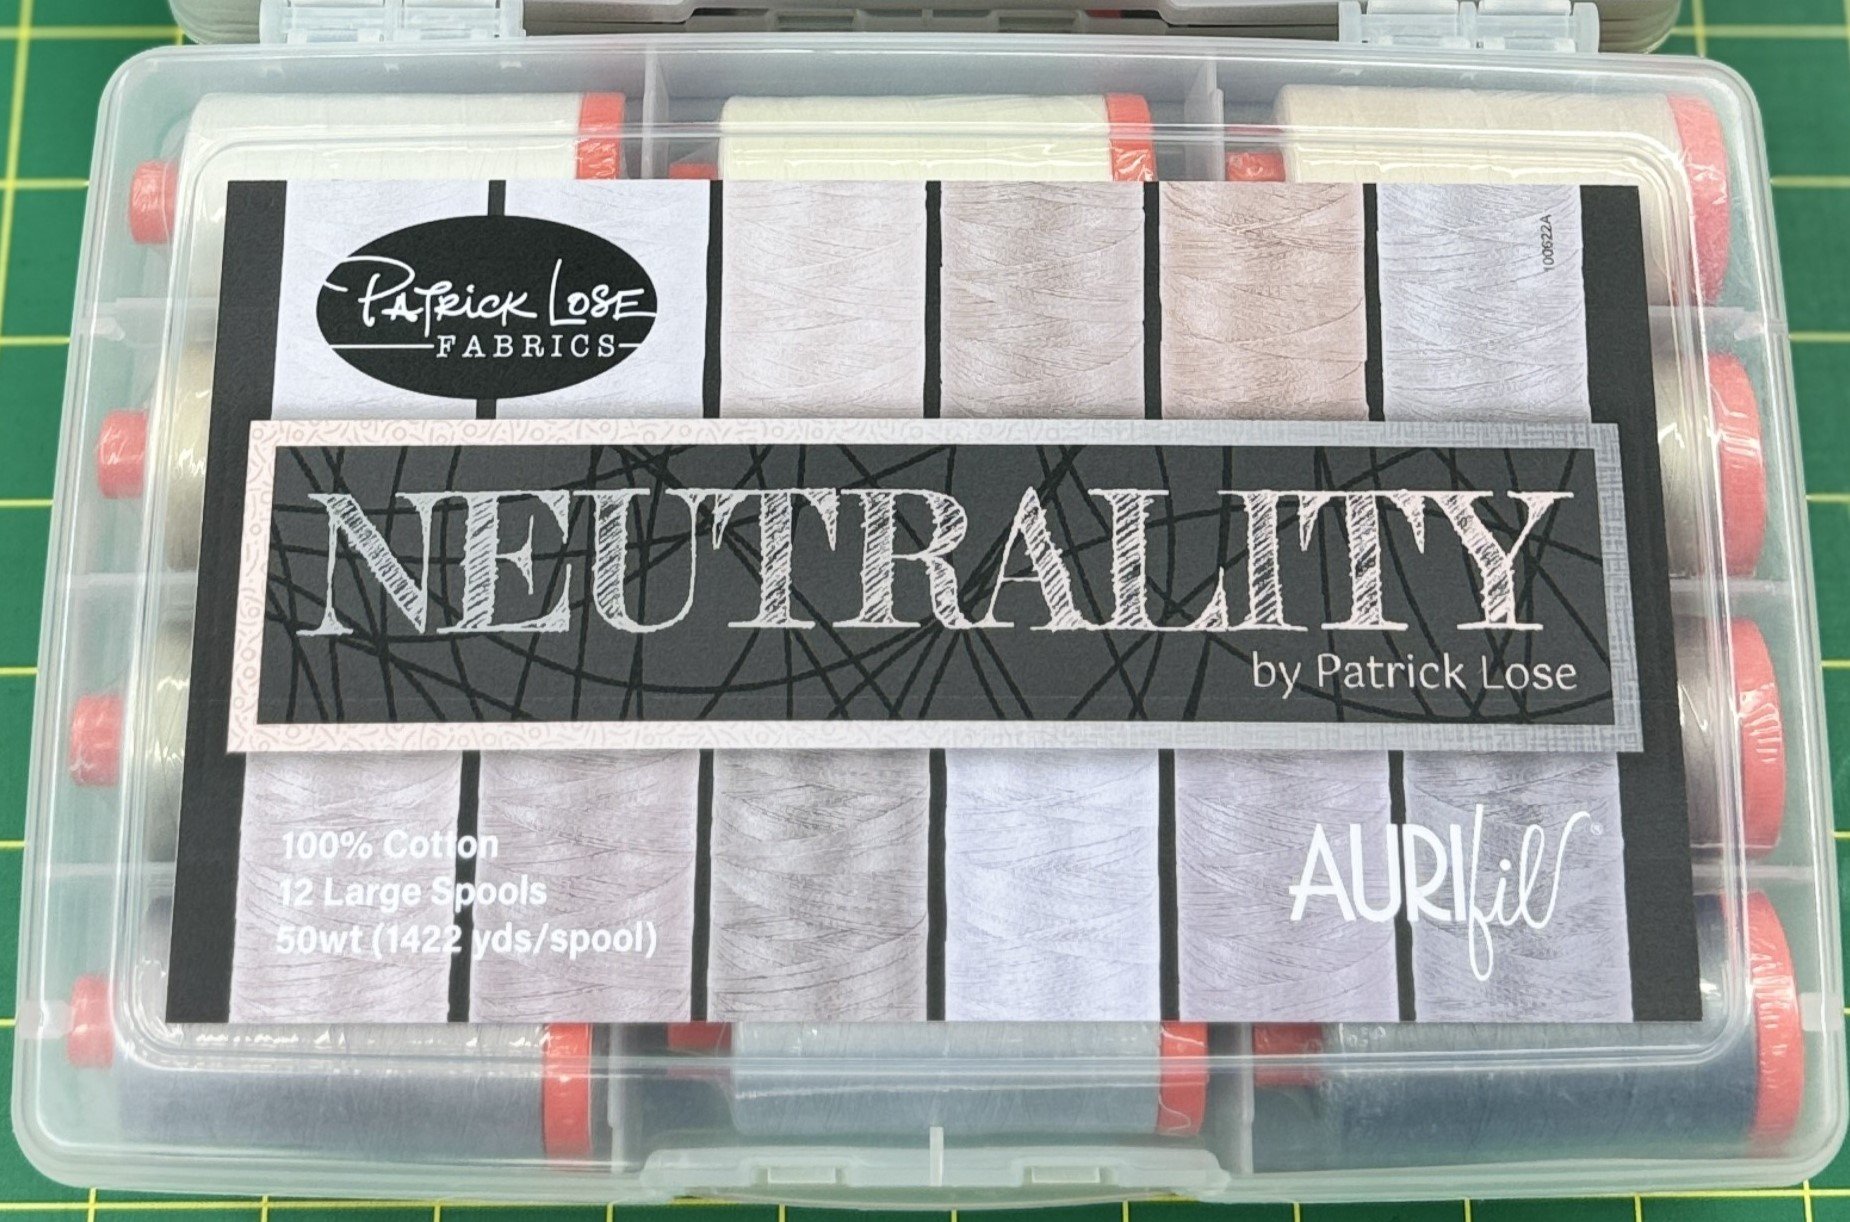 PATRICK LOSE
FABRICS
100622A
NEUTRALITY
by Patrick Lose
100% Cotton
12 Large Spools
50wt (1422 yds/spool)
AURIfil®